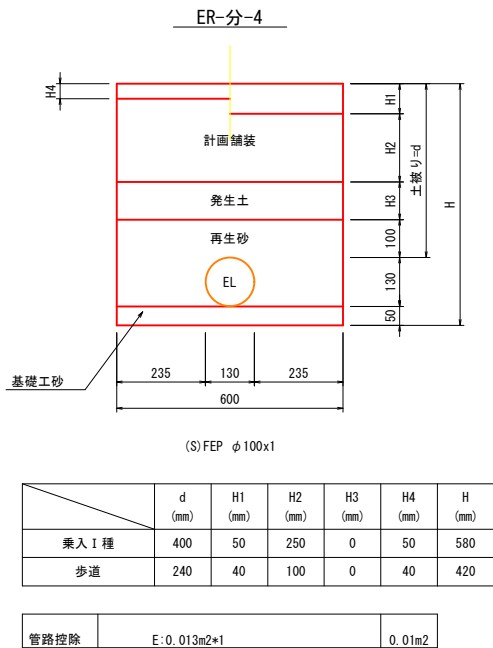 ER-分-4
H4
H1
計画舗装
H2
土被り=d
H
発生土
H3
再生砂
100
EL
130
50
基礎工砂
235 130 235
600
(S)FEP φ100x1
d (mm) H1 (mm) H2 (mm) H3 (mm) H4 (mm) H (mm)
乗入Ⅰ種 400 50 250 0 50 580
歩道 240 40 100 0 40 420
管路控除 E:0.013m2*1 0.01m2